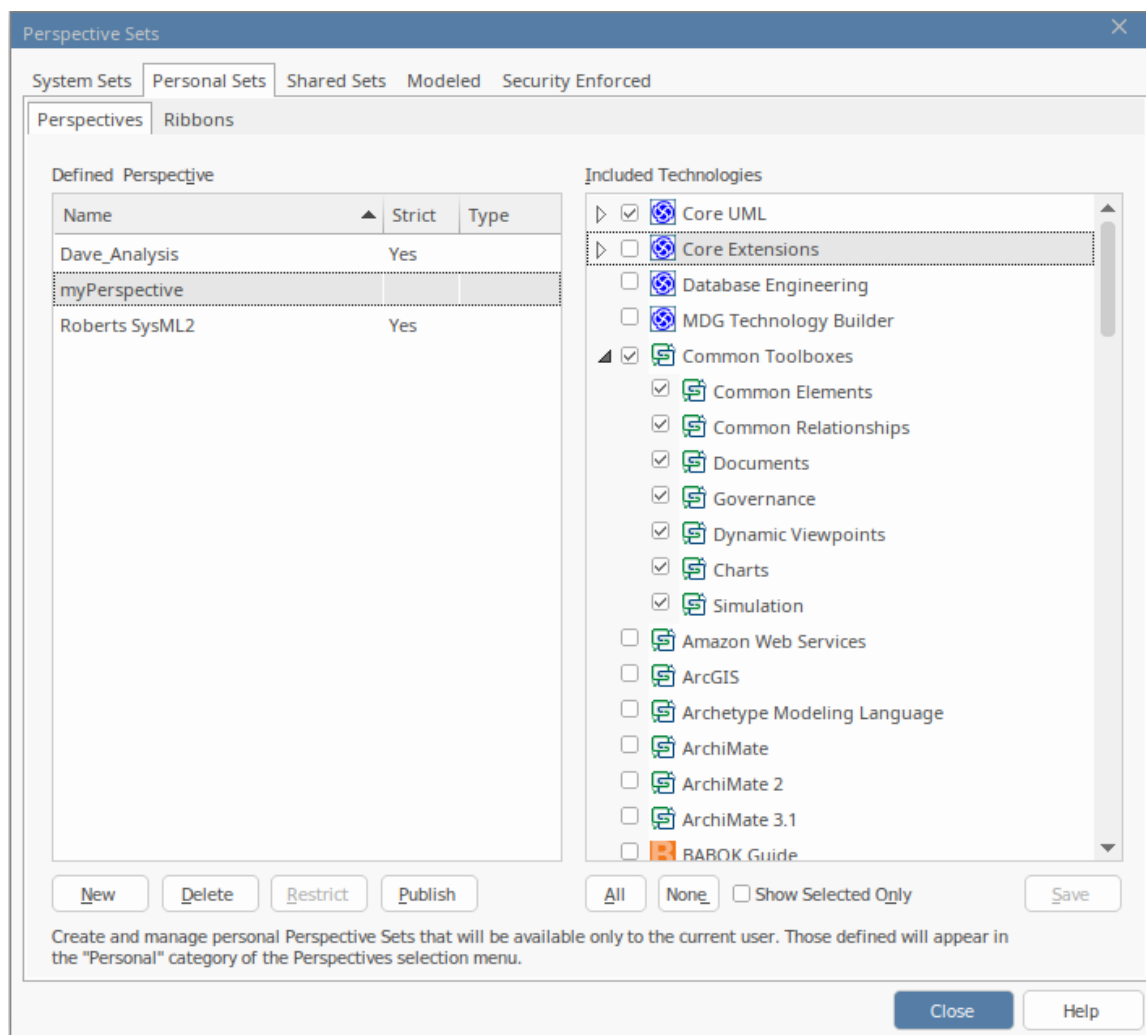 Perspective Sets
System Sets Personal Sets Shared Sets Modeled Security Enforced
Perspectives Ribbons
Defined Perspective
Name Strict Type
Dave_Analysis Yes
myPerspective
Roberts SysML2 Yes
Included Technologies
Core UML
Core Extensions
Database Engineering
MDG Technology Builder
Common Toolboxes
Common Elements
Common Relationships
Documents
Governance
Dynamic Viewpoints
Charts
Simulation
Amazon Web Services
ArcGIS
Archetype Modeling Language
ArchiMate
ArchiMate 2
ArchiMate 3.1
BABOK Guide
New Delete Restrict Publish
All None Show Selected Only Save
Create and manage personal Perspective Sets that will be available only to the current user. Those defined will appear in
the "Personal" category of the Perspectives selection menu.
Close Help